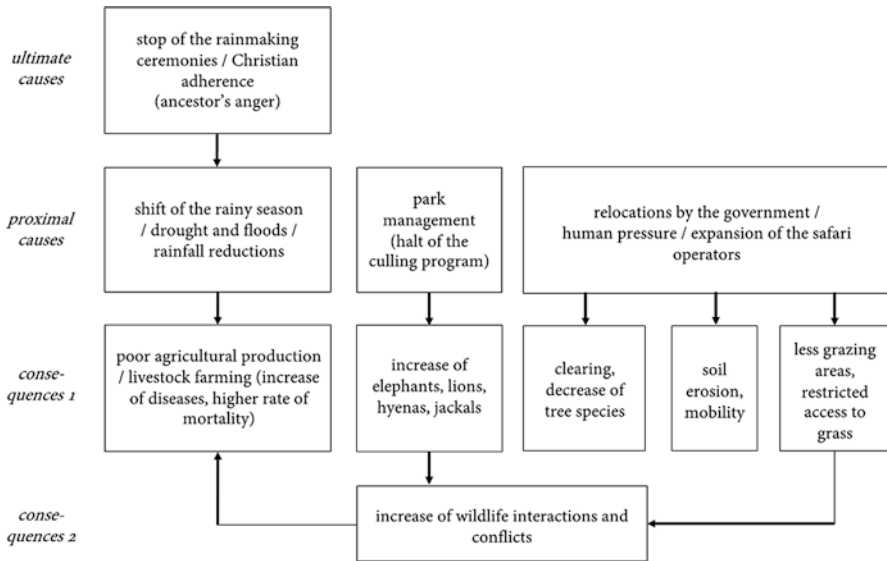 ultimate
causes
stop of the rainmaking
ceremonies / Christian
adherence
(ancestor's anger)
proximal
causes
shift of the rainy season
/ drought and floods /
rainfall reductions
park
management
(halt of the
culling program)
relocations by the government /
human pressure / expansion of the safari
operators
conse-
quences 1
poor agricultural production
/ livestock farming (increase
of diseases, higher rate of
mortality)
increase of
elephants, lions,
hyenas, jackals
clearing,
decrease of
tree species
soil
erosion,
mobility
less grazing
areas,
restricted
access to
grass
conse-
quences 2
increase of wildlife interactions and
conflicts